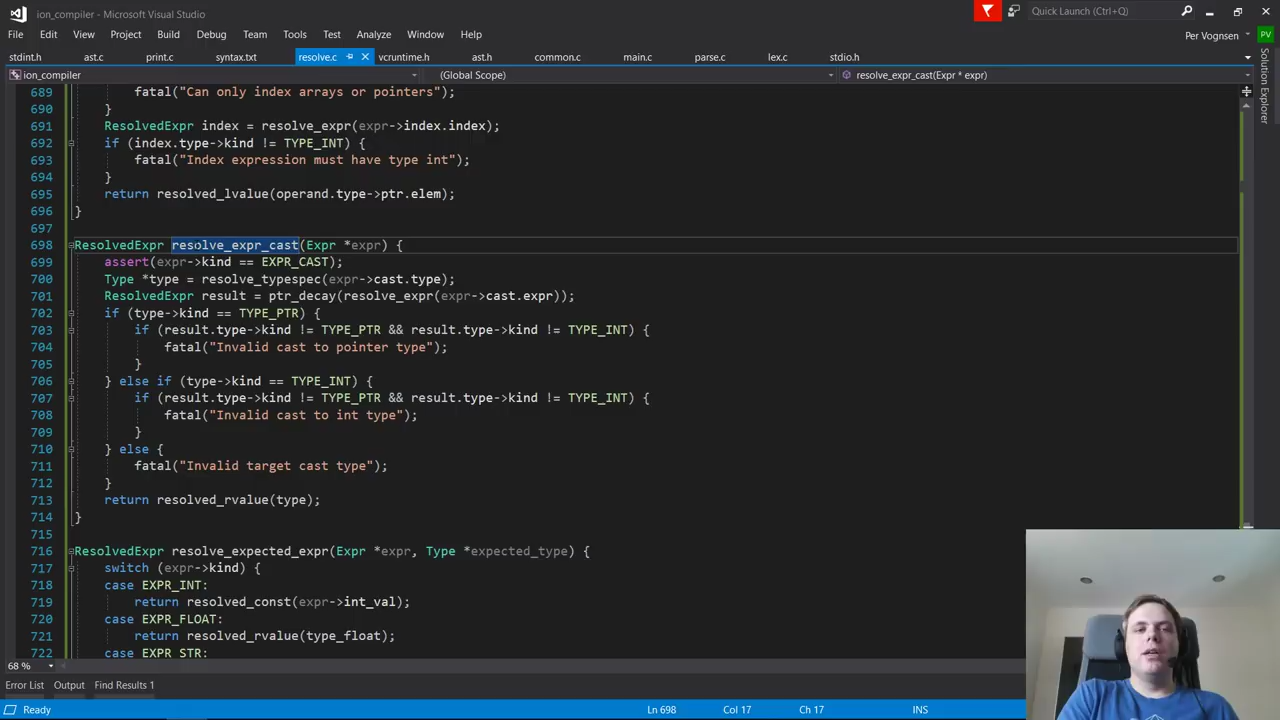 ion_compiler - Microsoft Visual Studio
Quick Launch (Ctrl+Q)
File Edit View Project Build Debug Team Tools Test Analyze Window Help
Per Vognsen PV
stdint.h ast.c print.c syntax.txt resolve.c vcruntime.h ast.h common.c main.c parse.c lex.c stdio.h
Solution Explorer
ion_compiler (Global Scope) resolve_expr_cast(Expr * expr)
689 fatal("Can only index arrays or pointers");
690 }
691 ResolvedExpr index = resolve_expr(expr->index.index);
692 if (index.type->kind != TYPE_INT) {
693 fatal("Index expression must have type int");
694 }
695 return resolved_lvalue(operand.type->ptr.elem);
696 }
697
698 ResolvedExpr resolve_expr_cast(Expr *expr) {
699 assert(expr->kind == EXPR_CAST);
700 Type *type = resolve_typespec(expr->cast.type);
701 ResolvedExpr result = ptr_decay(resolve_expr(expr->cast.expr));
702 if (type->kind == TYPE_PTR) {
703 if (result.type->kind != TYPE_PTR && result.type->kind != TYPE_INT) {
704 fatal("Invalid cast to pointer type");
705 }
706 } else if (type->kind == TYPE_INT) {
707 if (result.type->kind != TYPE_PTR && result.type->kind != TYPE_INT) {
708 fatal("Invalid cast to int type");
709 }
710 } else {
711 fatal("Invalid target cast type");
712 }
713 return resolved_rvalue(type);
714 }
715
716 ResolvedExpr resolve_expected_expr(Expr *expr, Type *expected_type) {
717 switch (expr->kind) {
718 case EXPR_INT:
719 return resolved_const(expr->int_val);
720 case EXPR_FLOAT:
721 return resolved_rvalue(type_float);
722 case EXPR_STR:
68 %
Error List Output Find Results 1
Ready Ln 698 Col 17 Ch 17 INS